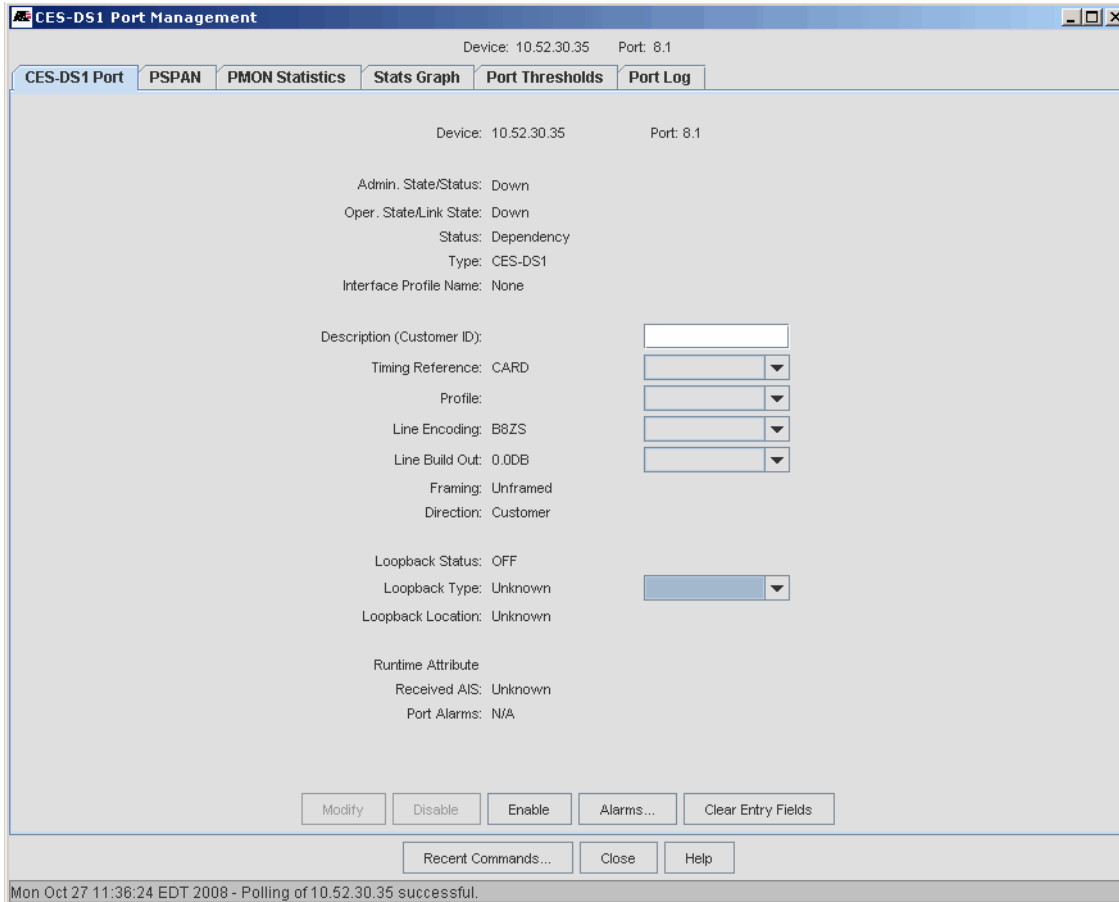 CES-DS1 Port Management
Device: 10.52.30.35 Port: 8.1
CES-DS1 Port PSPAN PMON Statistics Stats Graph Port Thresholds Port Log
Device: 10.52.30.35 Port: 8.1
Admin. State/Status: Down
Oper. State/Link State: Down
Status: Dependency
Type: CES-DS1
Interface Profile Name: None
Description (Customer ID):
Timing Reference: CARD
Profile:
Line Encoding: B8ZS
Line Build Out: 0.0DB
Framing: Unframed
Direction: Customer
Loopback Status: OFF
Loopback Type: Unknown
Loopback Location: Unknown
Runtime Attribute
Received AIS: Unknown
Port Alarms: N/A
Modify Disable Enable Alarms... Clear Entry Fields
Recent Commands... Close Help
Mon Oct 27 11:36:24 EDT 2008 - Polling of 10.52.30.35 successful.